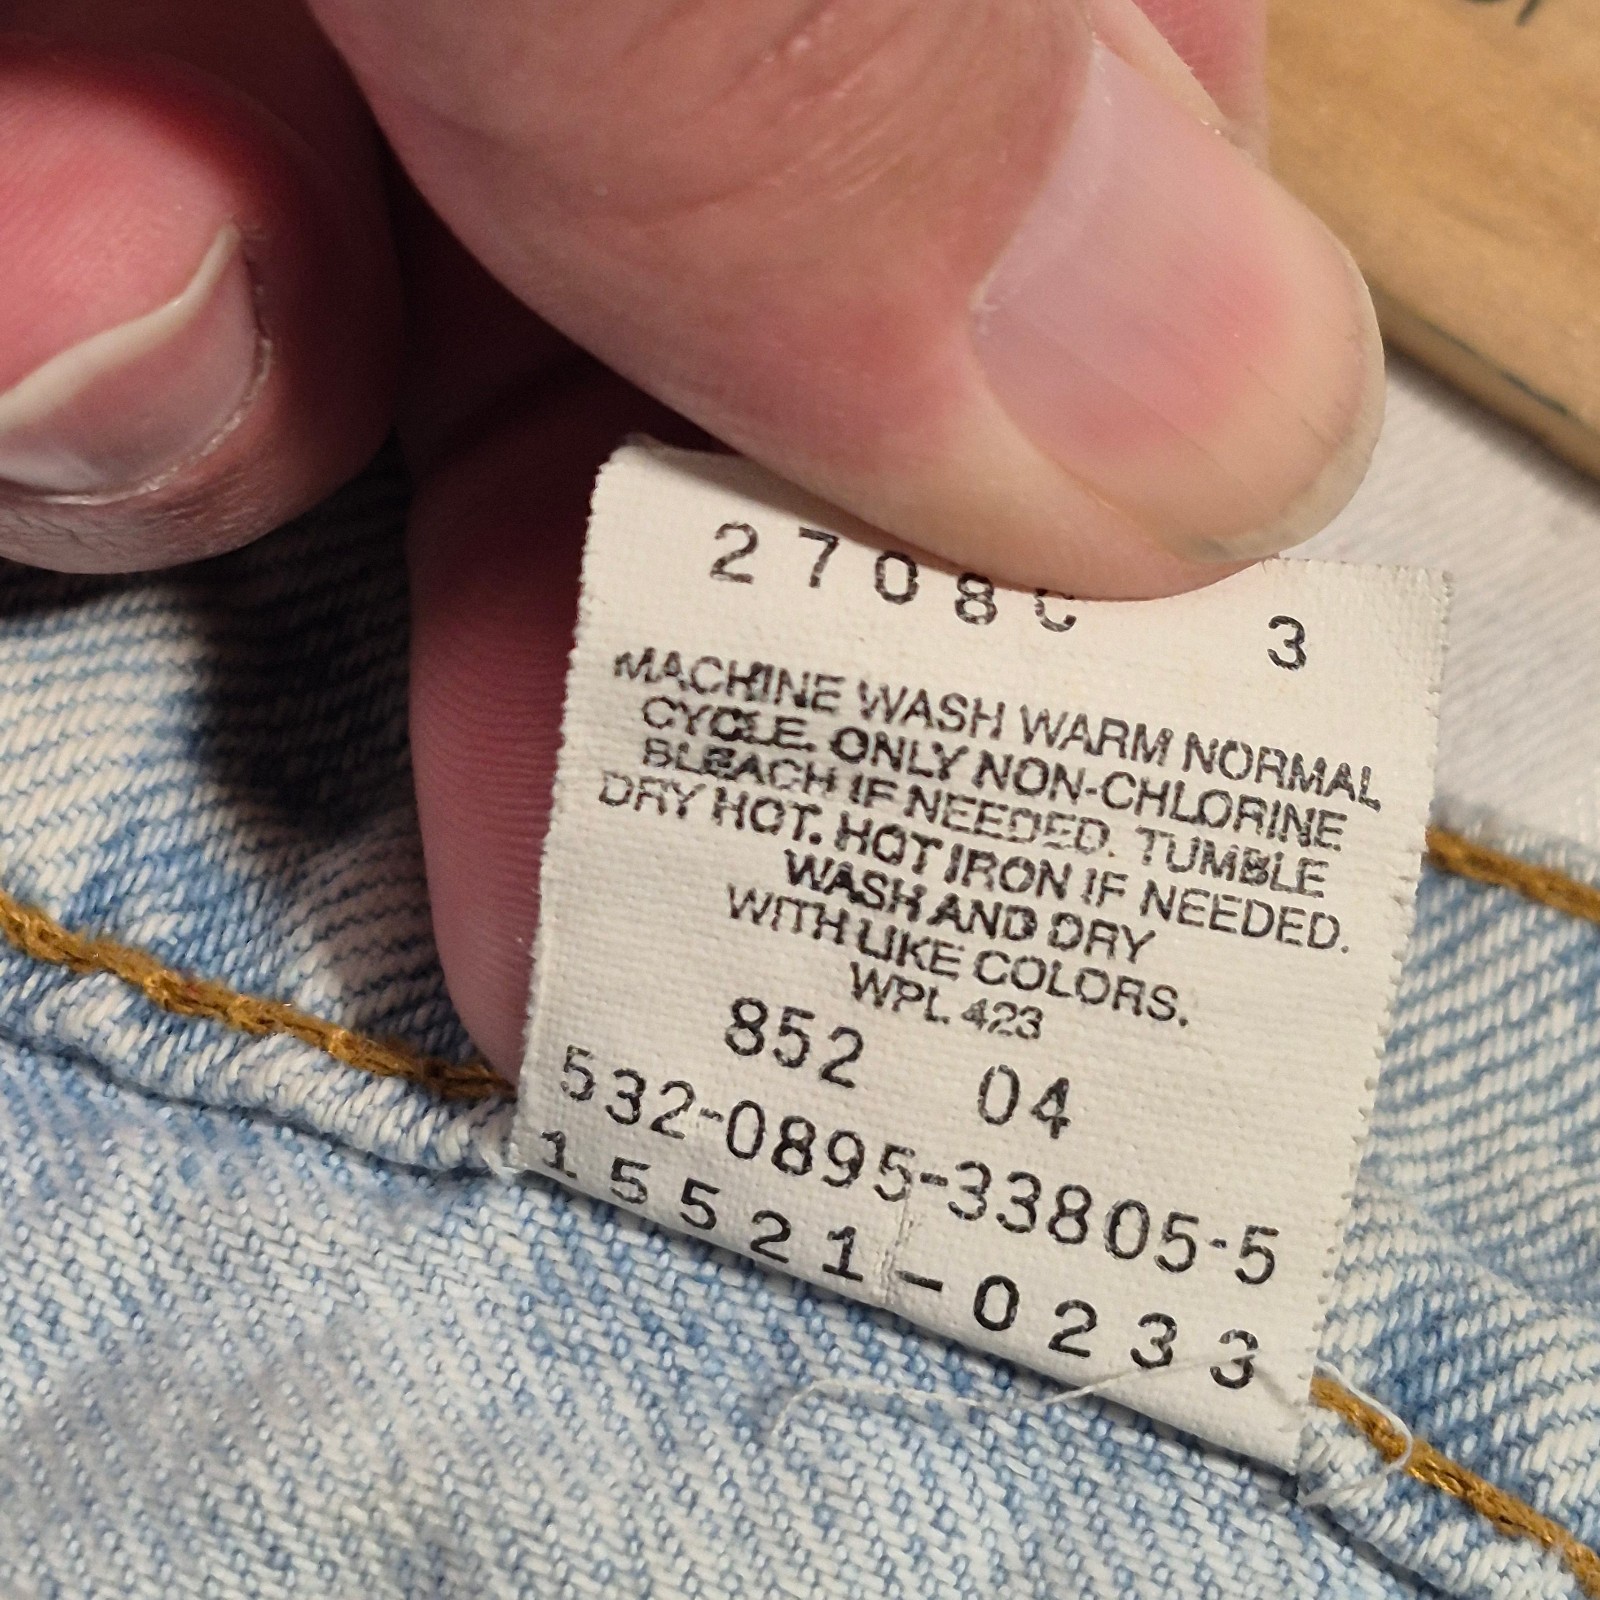 2708 3
MACHINE WASH WARM NORMAL
CYCLE. ONLY NON-CHLORINE
BLEACH IF NEEDED. TUMBLE
DRY HOT. HOT IRON IF NEEDED.
WASH AND DRY
WITH LIKE COLORS.
WPL 423
852 04
532-0895-33805-5
15521-0233